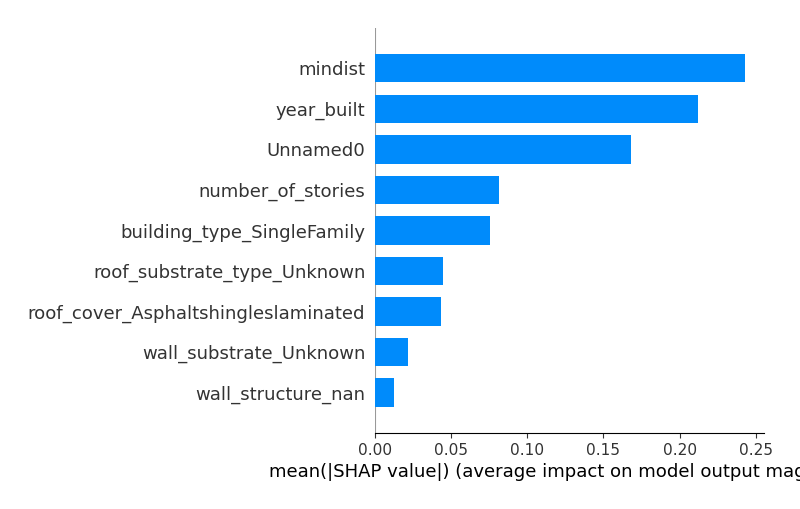 mindist
year_built
Unnamed0
number_of_stories
building_type_SingleFamily
roof_substrate_type_Unknown
roof_cover_Asphaltshingleslaminated
wall_substrate_Unknown
wall_structure_nan
0.00 0.05 0.10 0.15 0.20 0.25
mean(|SHAP value|) (average impact on model output mag